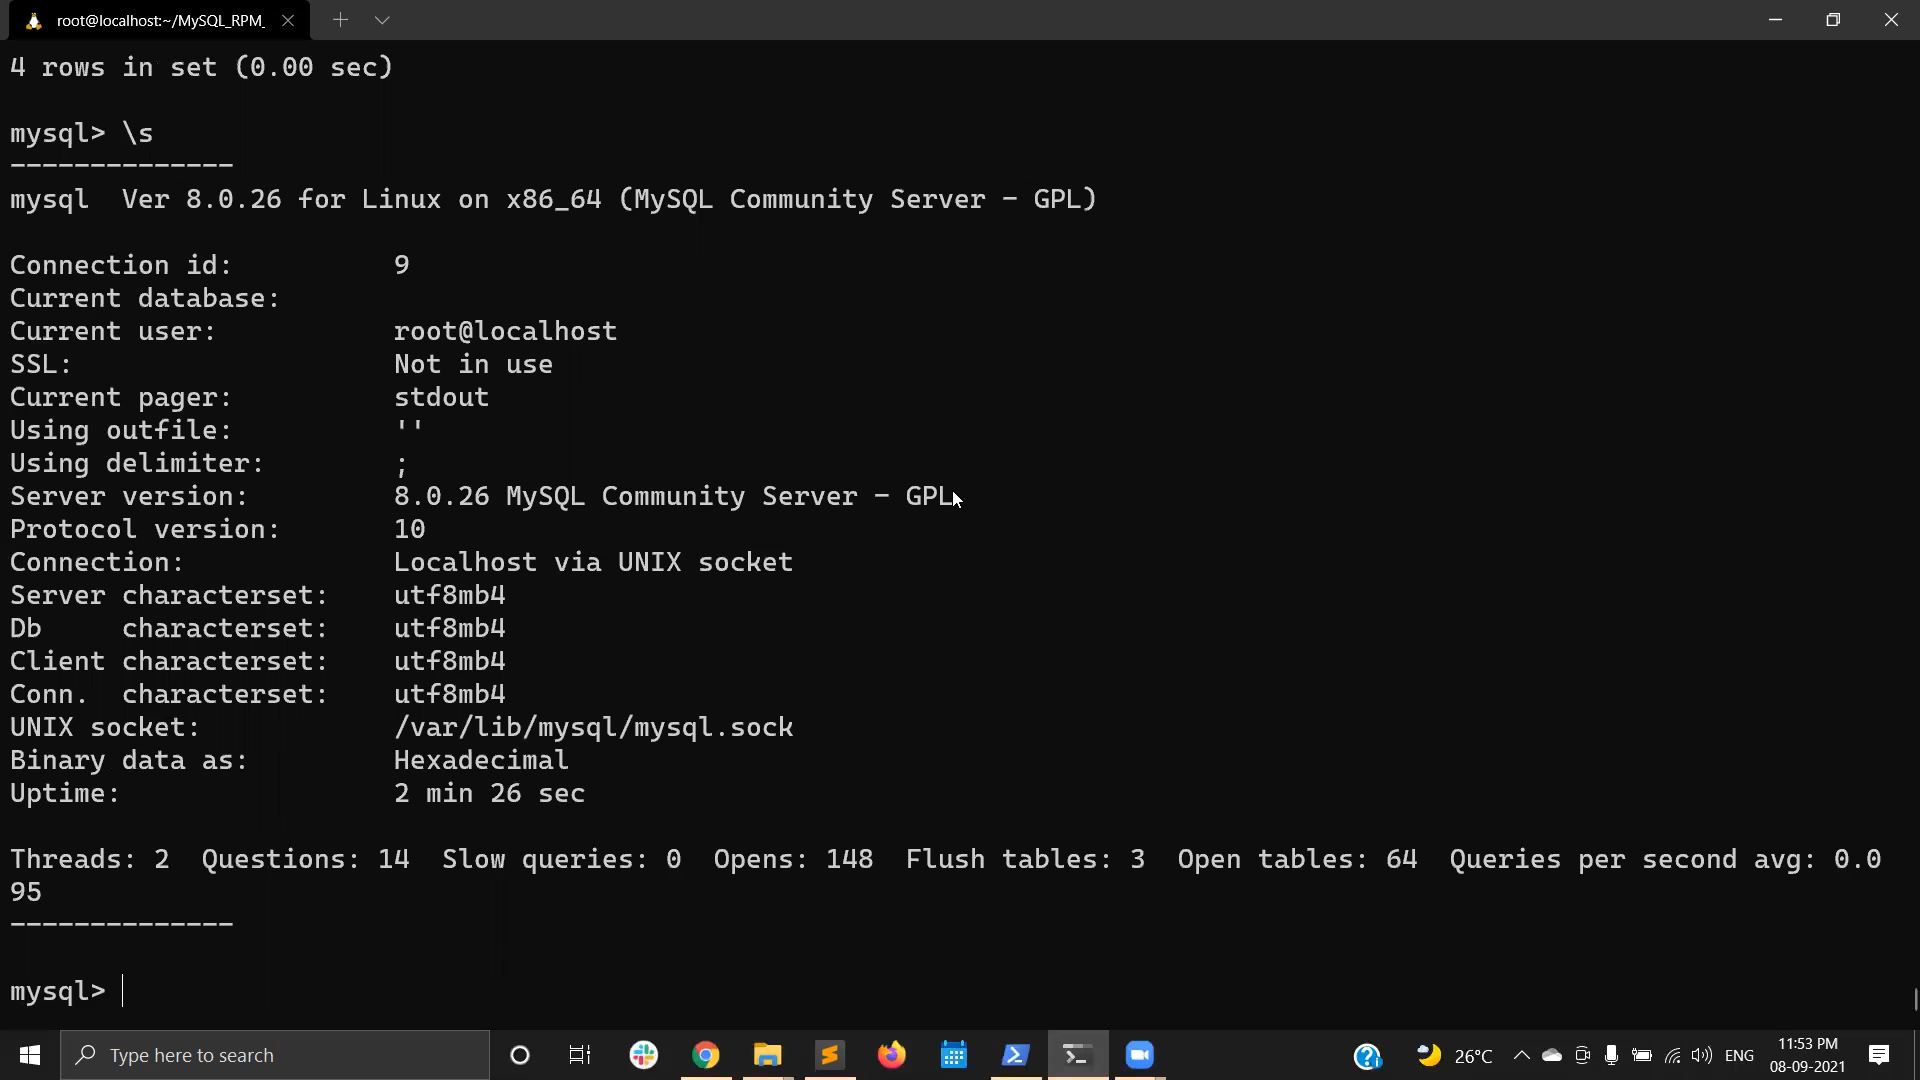 root@localhost:~/MySQL_RPM_
4 rows in set (0.00 sec)
mysql> \s
--------------
mysql  Ver 8.0.26 for Linux on x86_64 (MySQL Community Server - GPL)
Connection id:          9
Current database:
Current user:           root@localhost
SSL:                    Not in use
Current pager:          stdout
Using outfile:          ''
Using delimiter:        ;
Server version:         8.0.26 MySQL Community Server - GPL
Protocol version:       10
Connection:             Localhost via UNIX socket
Server characterset:    utf8mb4
Db     characterset:    utf8mb4
Client characterset:    utf8mb4
Conn.  characterset:    utf8mb4
UNIX socket:            /var/lib/mysql/mysql.sock
Binary data as:         Hexadecimal
Uptime:                 2 min 26 sec
Threads: 2  Questions: 14  Slow queries: 0  Opens: 148  Flush tables: 3  Open tables: 64  Queries per second avg: 0.0
95
--------------
mysql>
Type here to search
26°C
ENG
11:53 PM
08-09-2021